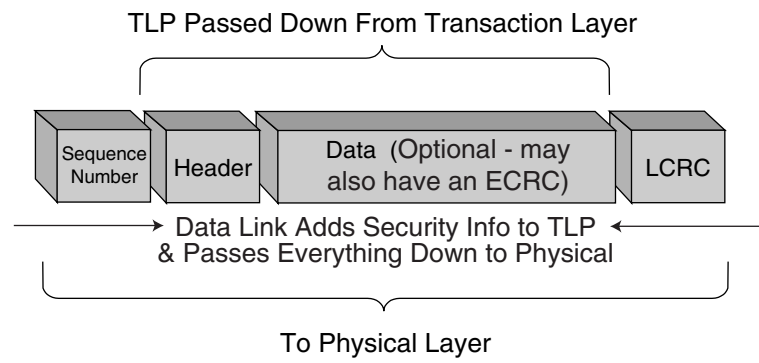 TLP Passed Down From Transaction Layer
Sequence
Number
Header
Data (Optional - may
also have an ECRC)
LCRC
Data Link Adds Security Info to TLP
& Passes Everything Down to Physical
To Physical Layer